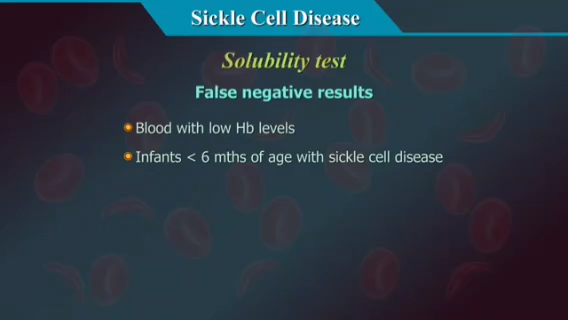 Sickle Cell Disease
Solubility test
False negative results
Blood with low Hb levels
Infants < 6 mths of age with sickle cell disease